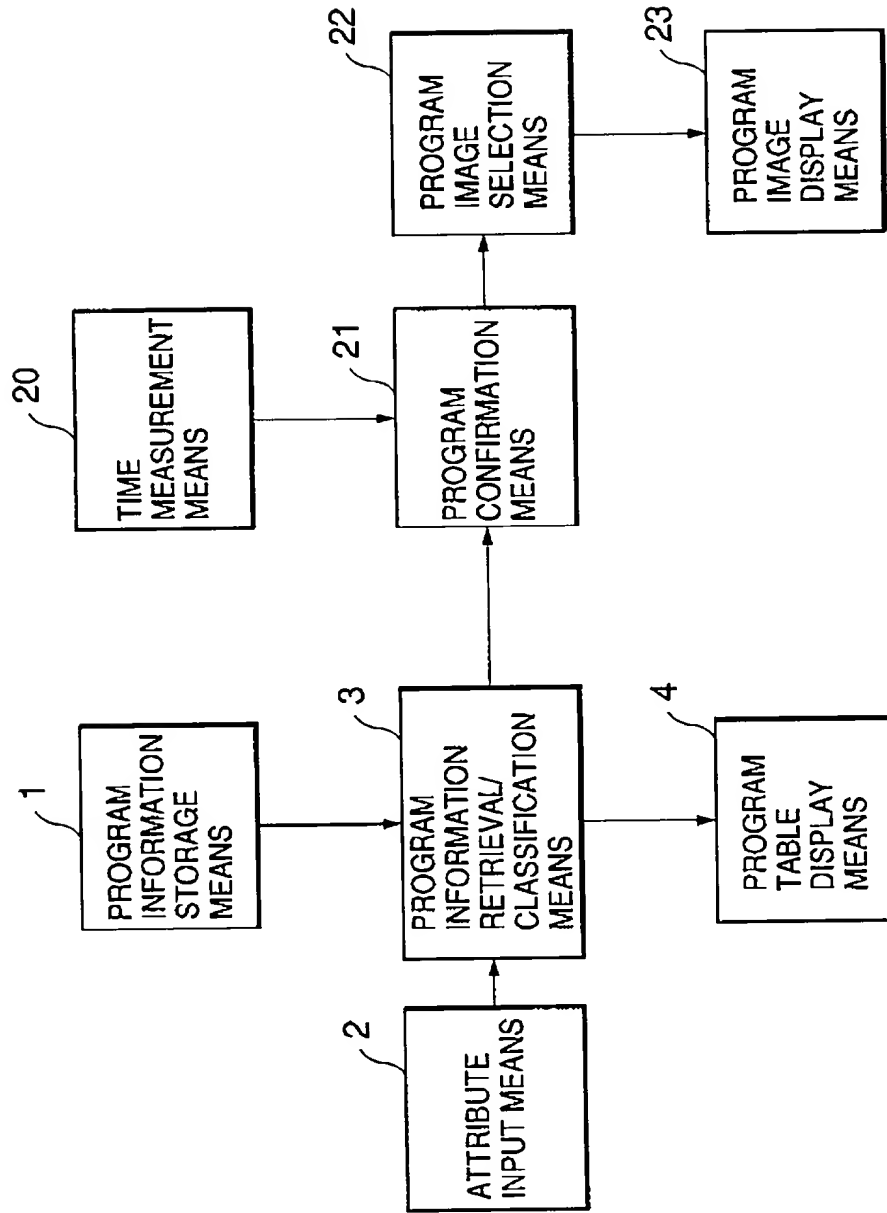 1
PROGRAM
INFORMATION
STORAGE
MEANS
20
TIME
MEASUREMENT
MEANS
2
ATTRIBUTE
INPUT MEANS
3
PROGRAM
INFORMATION
RETRIEVAL/
CLASSIFICATION
MEANS
21
PROGRAM
CONFIRMATION
MEANS
22
PROGRAM
IMAGE
SELECTION
MEANS
4
PROGRAM
TABLE
DISPLAY
MEANS
23
PROGRAM
IMAGE
DISPLAY
MEANS